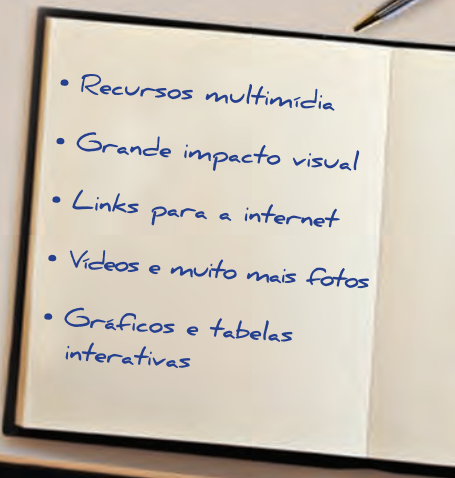 • Recursos multimídia
• Grande impacto visual
• Links para a internet
• Vídeos e muito mais fotos
• Gráficos e tabelas
interativas